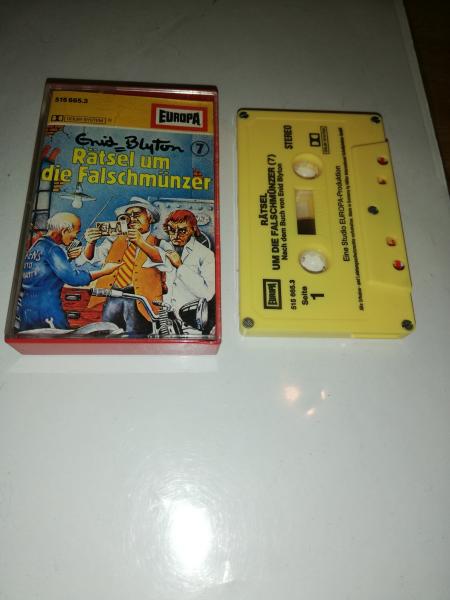 515 665.3
EUROPA
DOLBY SYSTEM
Enid Blyton
7
Rätsel um
die Falschmünzer
EUROPA
515 665.3
Seite
1
RÄTSEL
UM DIE FALSCHMÜNZER (7)
Nach dem Buch von Enid Blyton
STEREO
Eine Studio EUROPA-Produktion